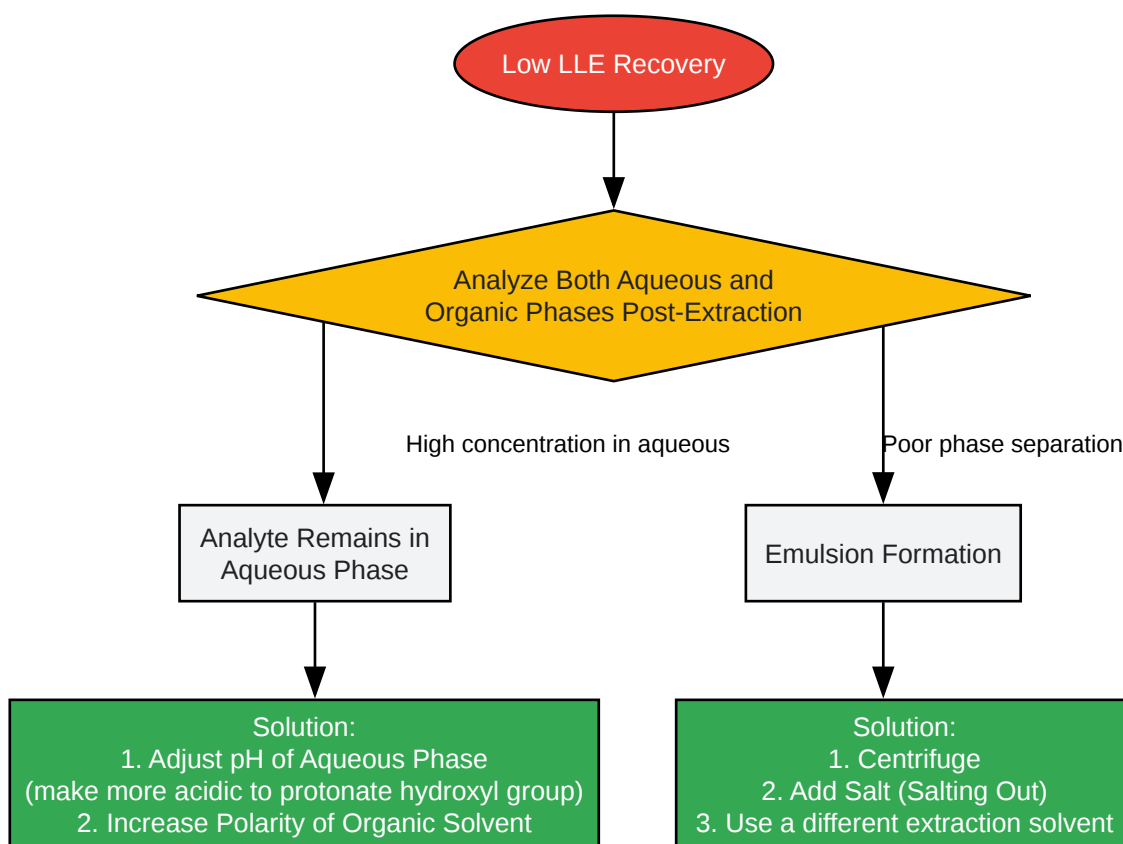 Low LLE Recovery
Analyze Both Aqueous and
Organic Phases Post-Extraction
High concentration in aqueous
Poor phase separation
Analyte Remains in
Aqueous Phase
Emulsion Formation
Solution:
1. Adjust pH of Aqueous Phase
(make more acidic to protonate hydroxyl group)
2. Increase Polarity of Organic Solvent
Solution:
1. Centrifuge
2. Add Salt (Salting Out)
3. Use a different extraction solvent